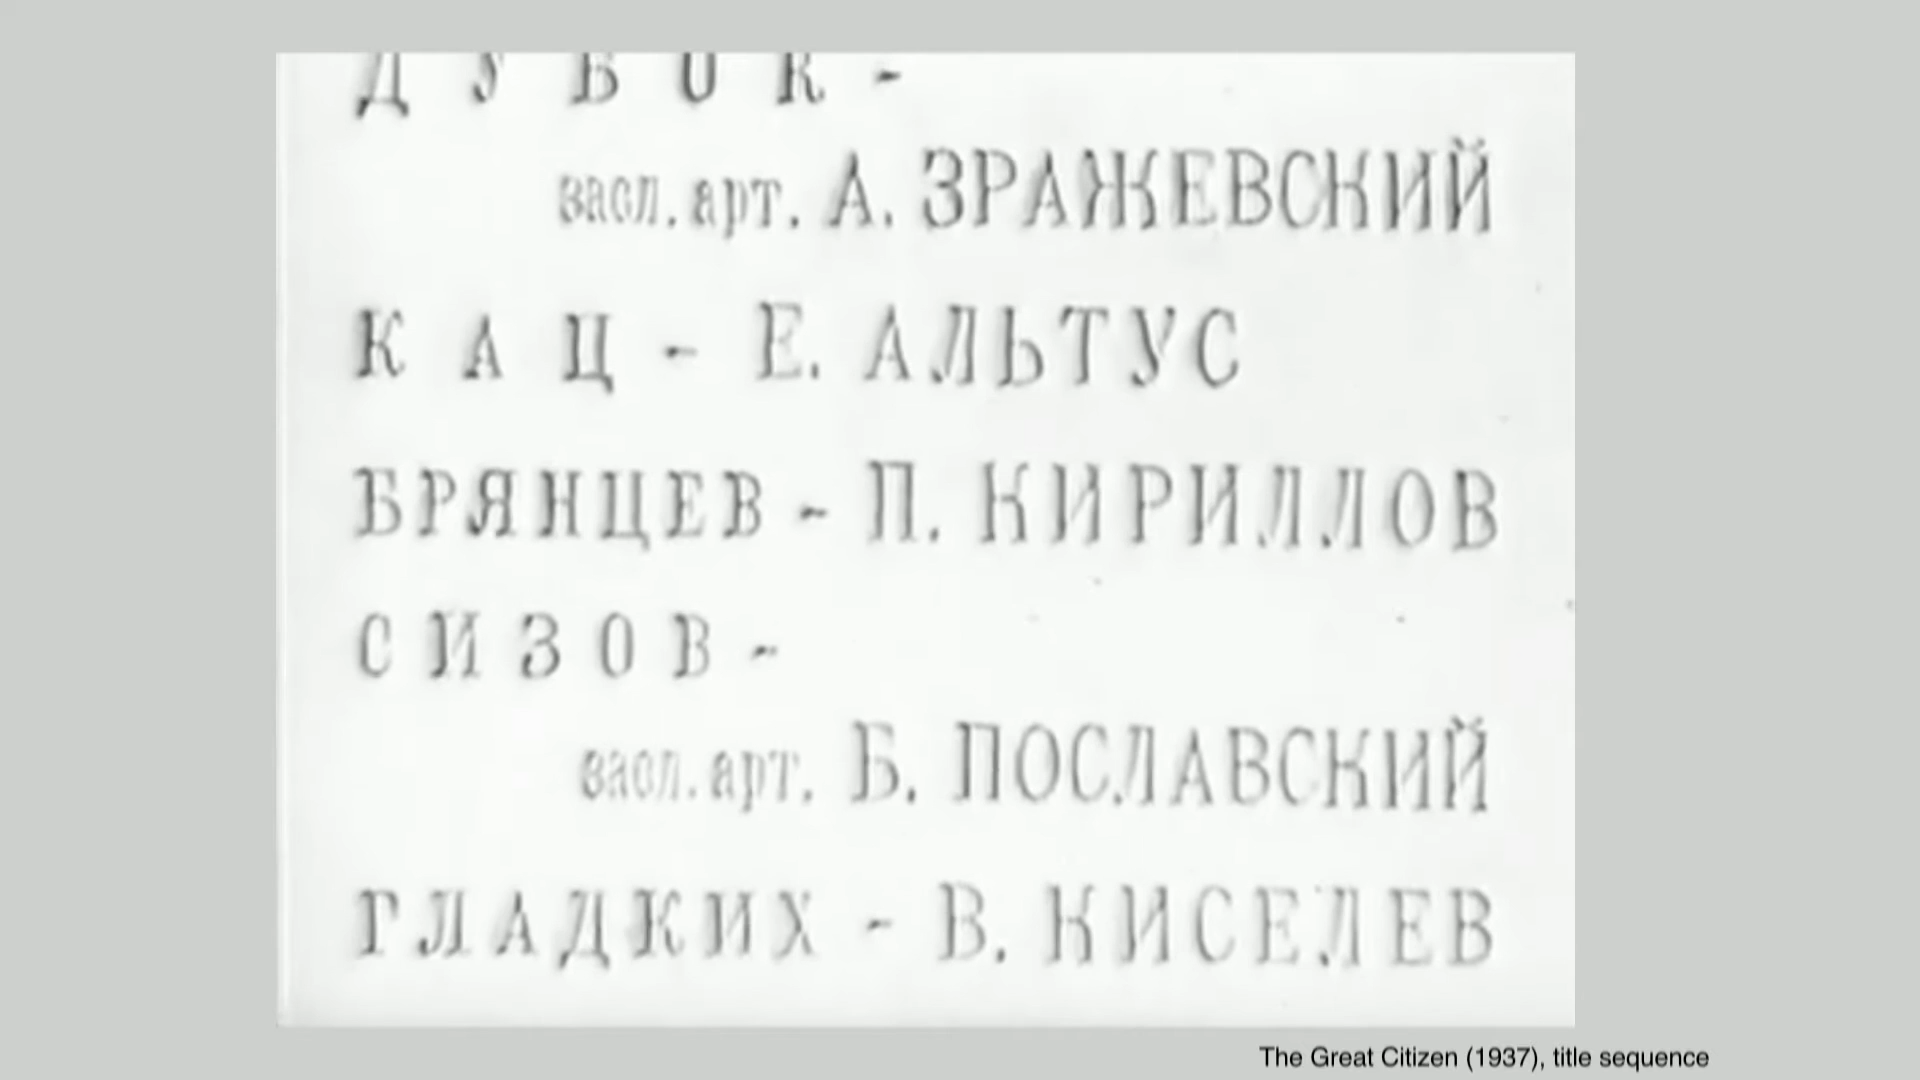 ДУБОК -
засл. арт. А. ЗРАЖЕВСКИЙ
КАЦ - Е. АЛЬТУС
БРЯНЦЕВ - П. КИРИЛЛОВ
СИЗОВ -
засл. арт. Б. ПОСЛАВСКИЙ
ГЛАДКИХ - В. КИСЕЛЕВ
The Great Citizen (1937), title sequence